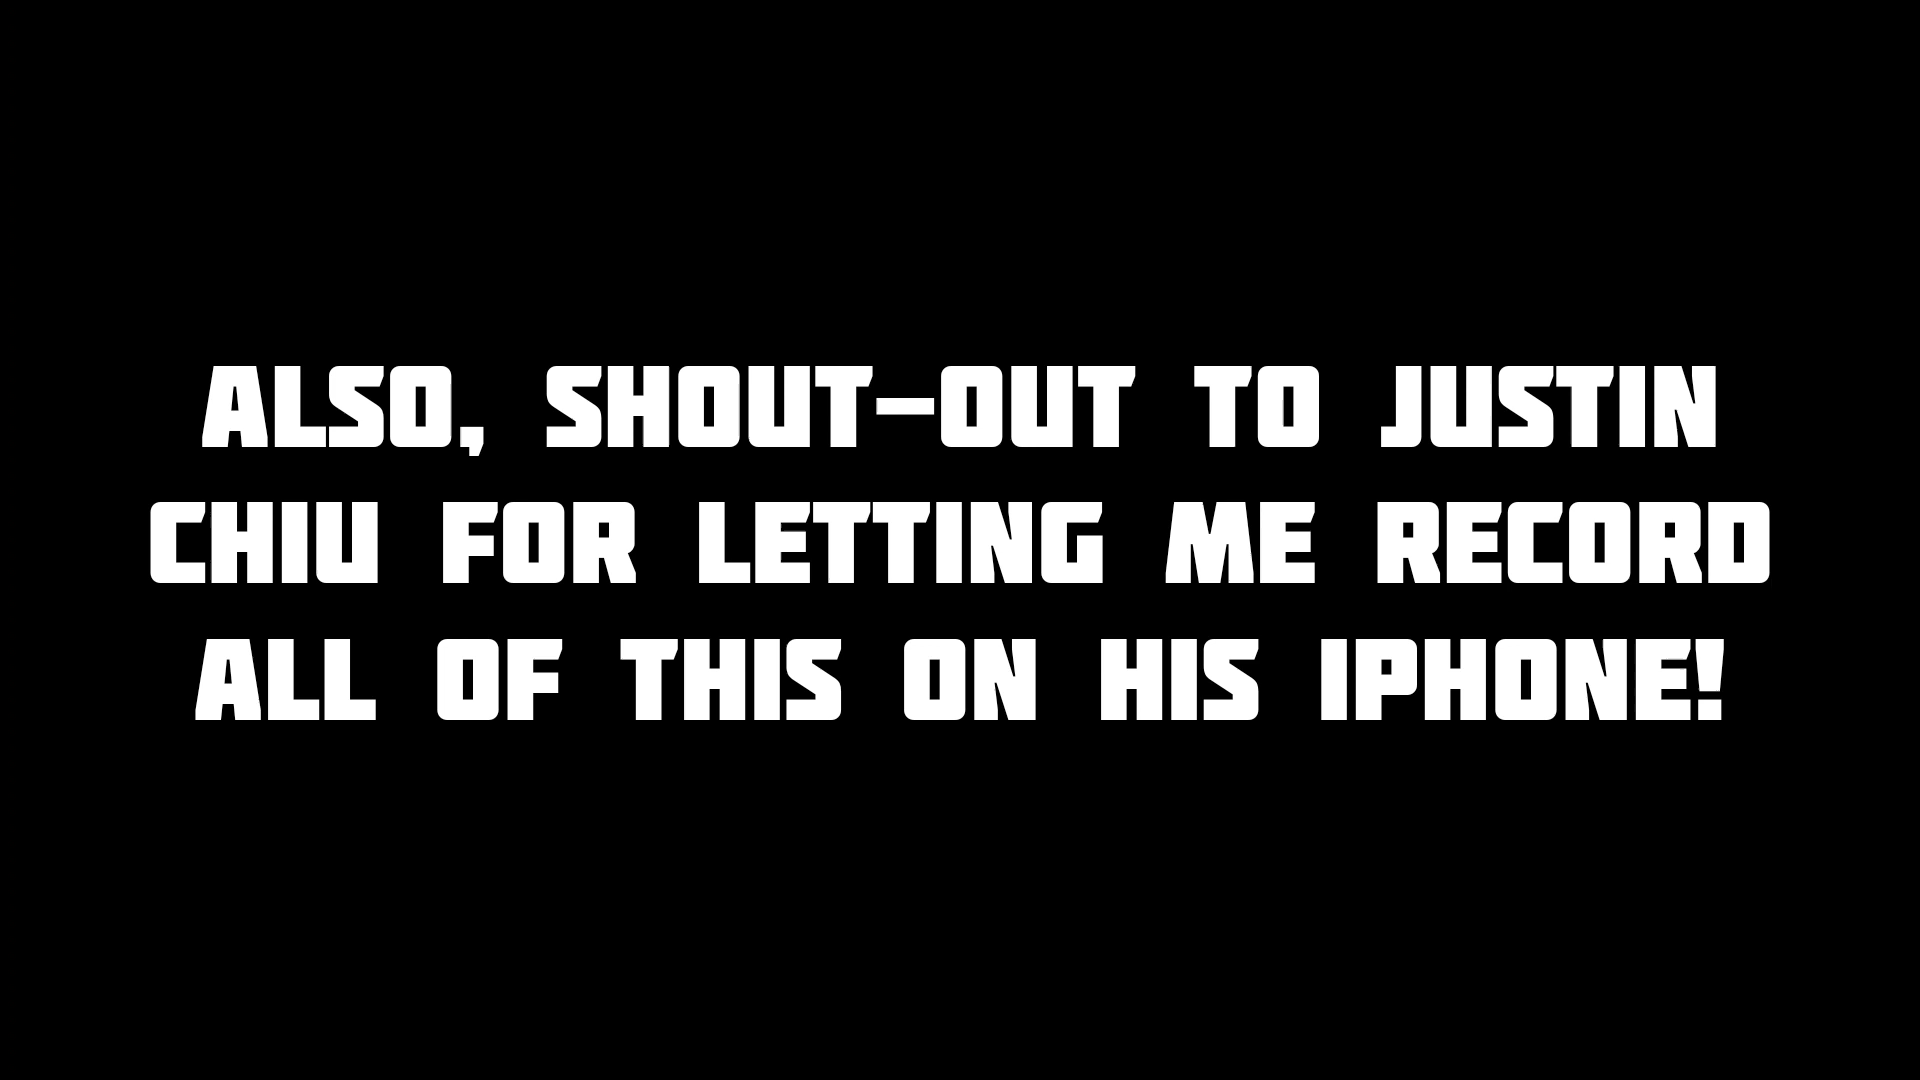 ALSO, SHOUT-OUT TO JUSTIN
CHIU FOR LETTING ME RECORD
ALL OF THIS ON HIS IPHONE!